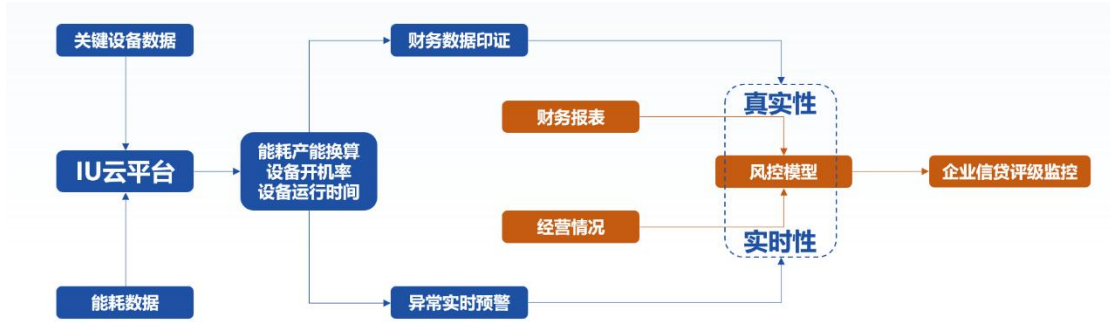 关键设备数据
IU云平台
能耗数据
能耗产能换算
设备开机率
设备运行时间
财务数据印证
异常实时预警
财务报表
经营情况
真实性
风控模型
实时性
企业信贷评级监控